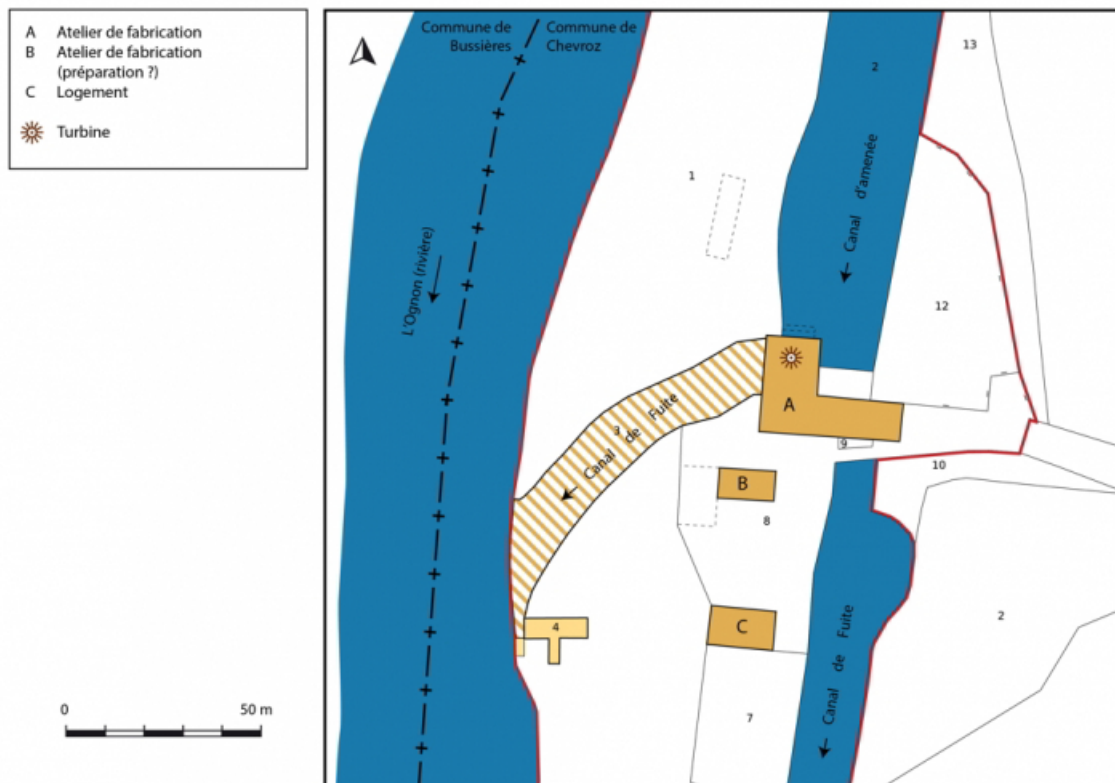 A Atelier de fabrication
B Atelier de fabrication
(préparation ?)
C Logement
Turbine
0 50 m
Commune de
Bussières
Commune de
Chevroz
L'Ognon (rivière)
1
2
Canal d'amenée
13
12
3
Canal de Fuite
A
9
10
B
8
4
C
7
Canal de Fuite
2